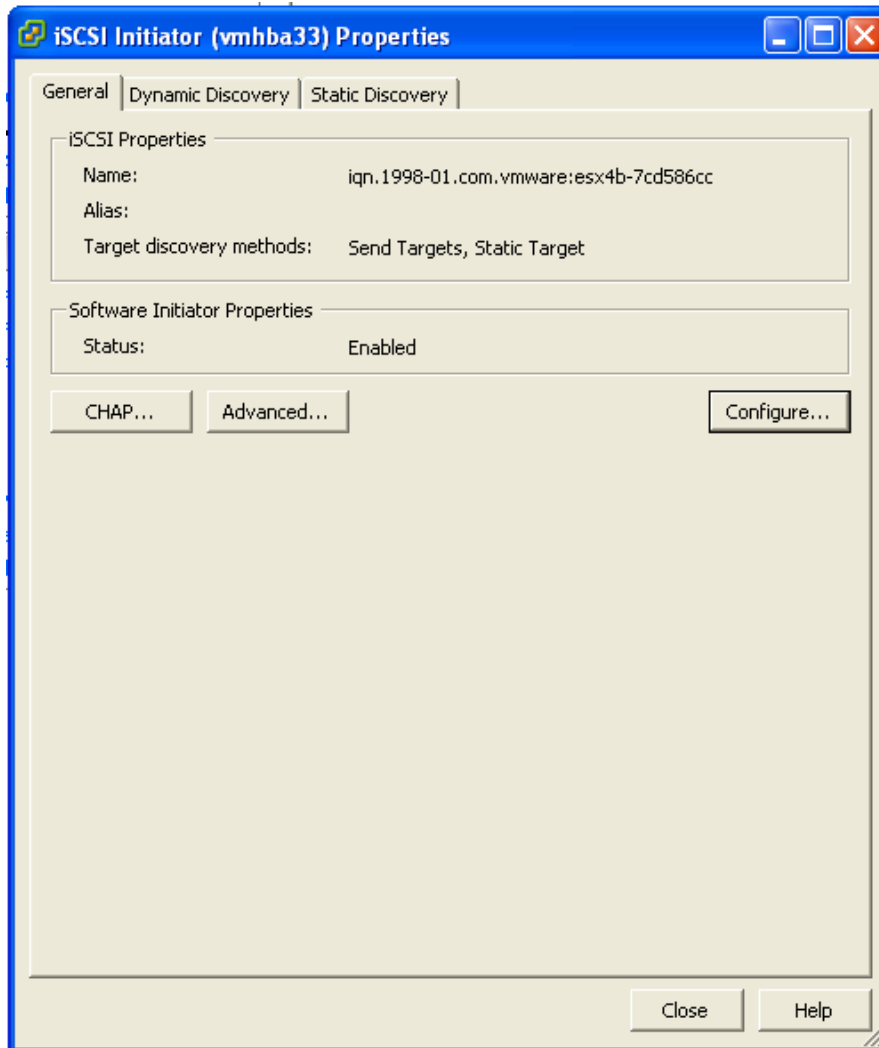 iSCSI Initiator (vmhba33) Properties
General Dynamic Discovery Static Discovery
iSCSI Properties
Name: iqn.1998-01.com.vmware:esx4b-7cd586cc
Alias:
Target discovery methods: Send Targets, Static Target
Software Initiator Properties
Status: Enabled
CHAP... Advanced... Configure...
Close Help